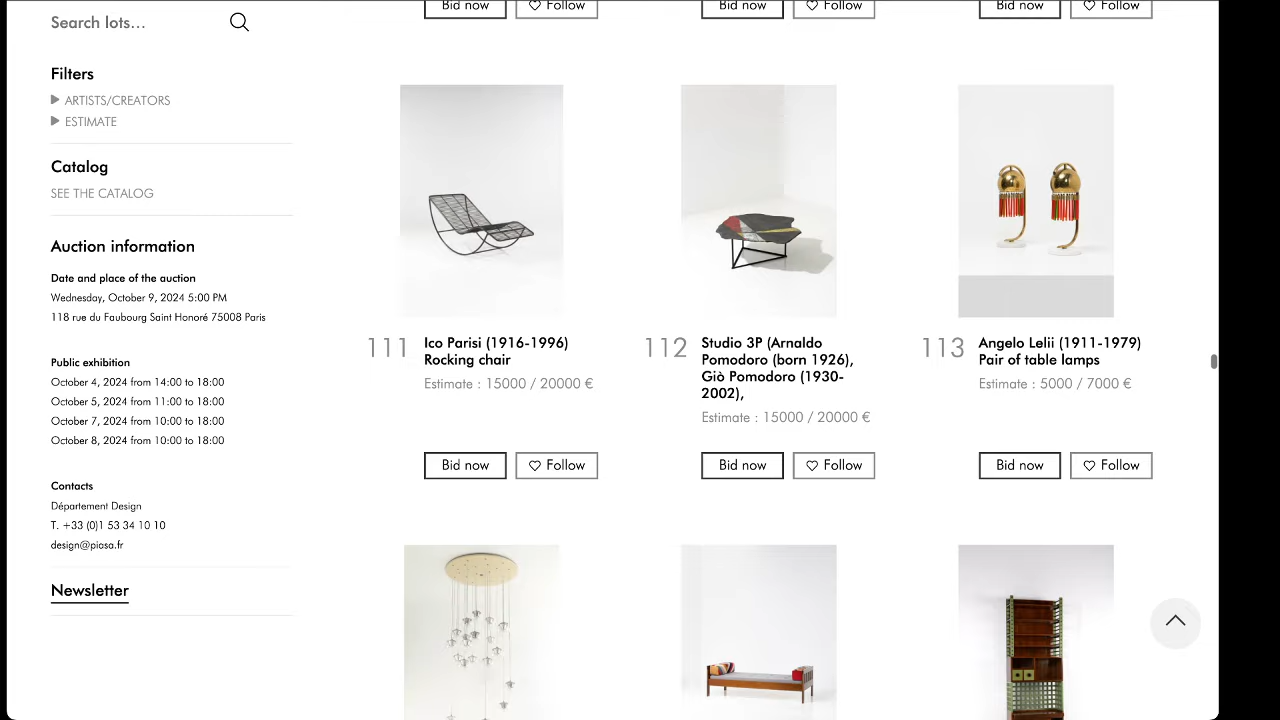 Search lots...
Filters
ARTISTS/CREATORS
ESTIMATE
Catalog
SEE THE CATALOG
Auction information
Date and place of the auction
Wednesday, October 9, 2024 5:00 PM
118 rue du Faubourg Saint Honoré 75008 Paris
Public exhibition
October 4, 2024 from 14:00 to 18:00
October 5, 2024 from 11:00 to 18:00
October 7, 2024 from 10:00 to 18:00
October 8, 2024 from 10:00 to 18:00
Contacts
Département Design
T. +33 (0)1 53 34 10 10
design@piasa.fr
Newsletter
Bid now
Follow
Bid now
Follow
Bid now
Follow
111
Ico Parisi (1916-1996)
Rocking chair
Estimate : 15000 / 20000 €
Bid now
Follow
112
Studio 3P (Arnaldo
Pomodoro (born 1926),
Giò Pomodoro (1930-
2002),
Estimate : 15000 / 20000 €
Bid now
Follow
113
Angelo Lelii (1911-1979)
Pair of table lamps
Estimate : 5000 / 7000 €
Bid now
Follow